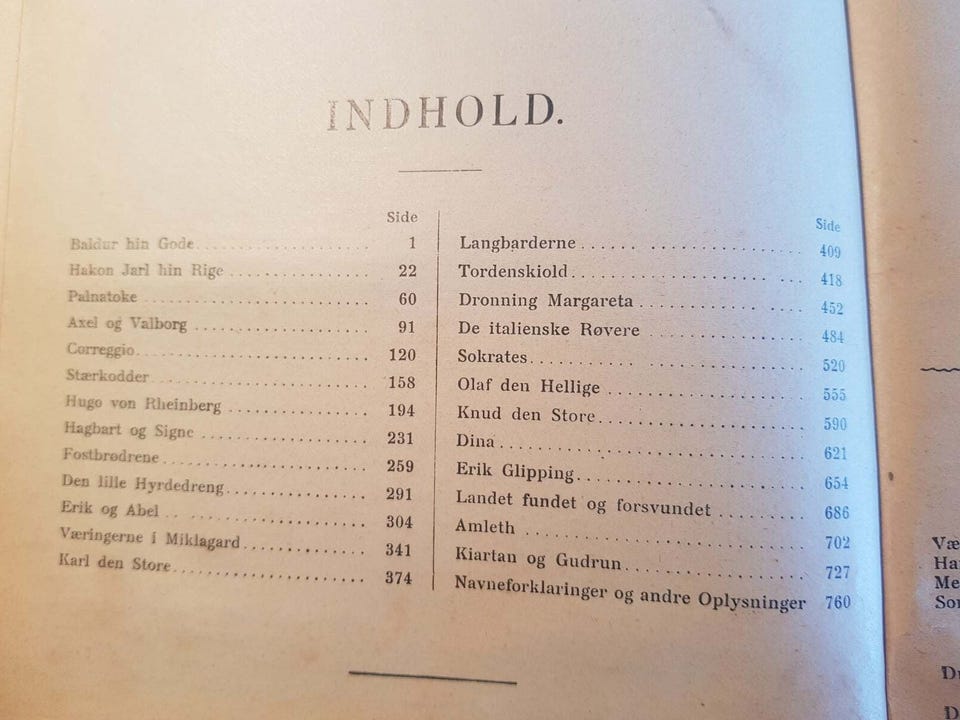 INDHOLD.
Side
Baldur hin Gode 1
Hakon Jarl hin Rige 22
Palnatoke 60
Axel og Valborg 91
Correggio 120
Stærkodder 158
Hugo von Rheinberg 194
Hagbart og Signe 231
Fostbrødrene 259
Den lille Hyrdedreng 291
Erik og Abel 304
Væringerne i Miklagard 341
Karl den Store 374
Side
Langbarderne 409
Tordenskiold 418
Dronning Margareta 452
De italienske Røvere 484
Sokrates 520
Olaf den Hellige 555
Knud den Store 590
Dina 621
Erik Glipping 654
Landet fundet og forsvundet 686
Amleth 702
Kiartan og Gudrun 727
Navneforklaringer og andre Oplysninger 760